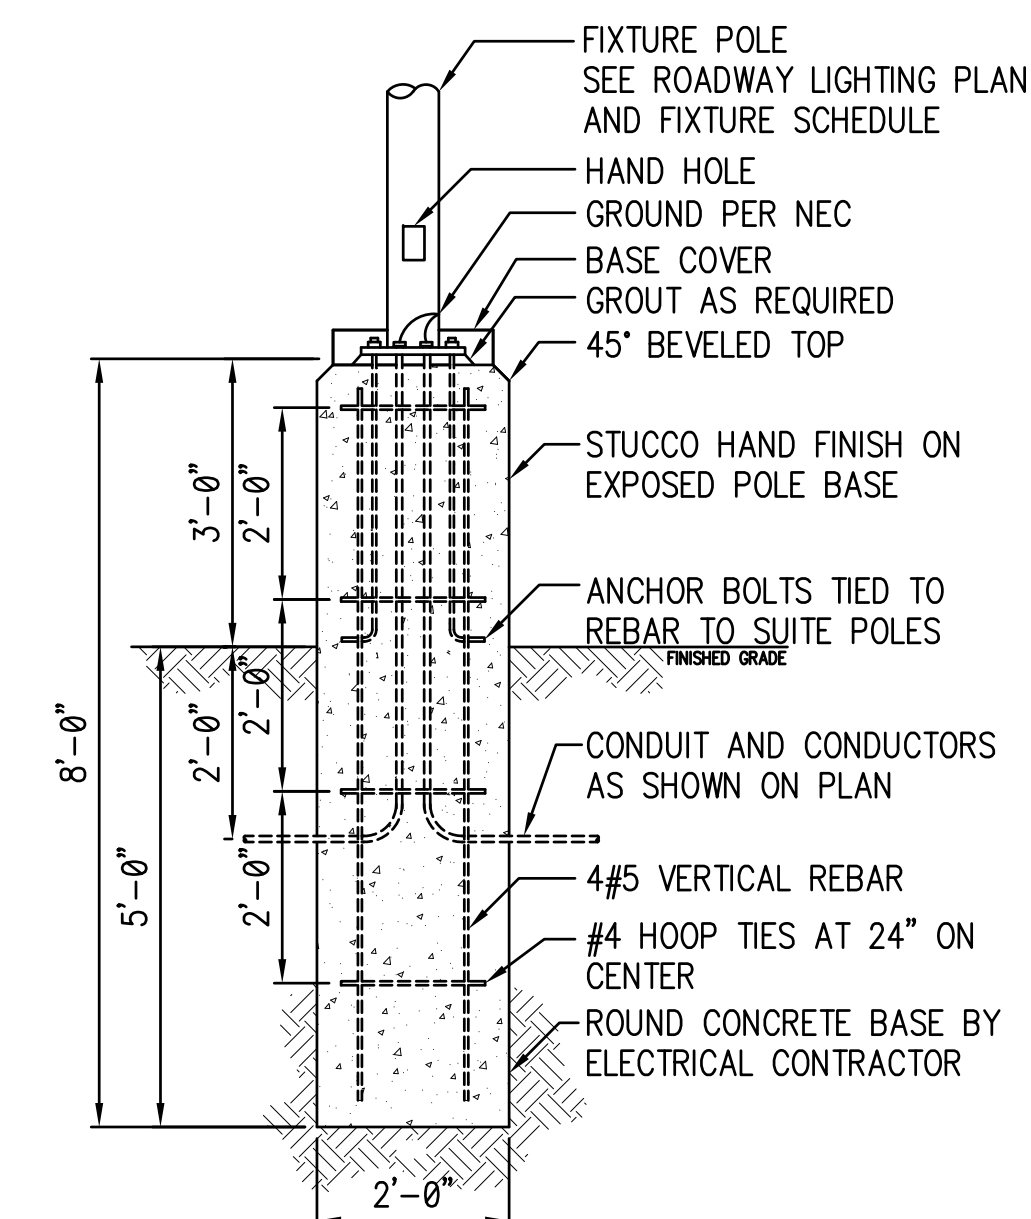 FIXTURE POLE
SEE ROADWAY LIGHTING PLAN
AND FIXTURE SCHEDULE
HAND HOLE
GROUND PER NEC
BASE COVER
GROUT AS REQUIRED
45° BEVELED TOP
STUCCO HAND FINISH ON
EXPOSED POLE BASE
3'-0"
2'-0"
ANCHOR BOLTS TIED TO
REBAR TO SUITE POLES
FINISHED GRADE
8'-0"
2'-0"
2'-0"
CONDUIT AND CONDUCTORS
AS SHOWN ON PLAN
5'-0"
2'-0"
4#5 VERTICAL REBAR
#4 HOOP TIES AT 24" ON
CENTER
ROUND CONCRETE BASE BY
ELECTRICAL CONTRACTOR
2'-0"